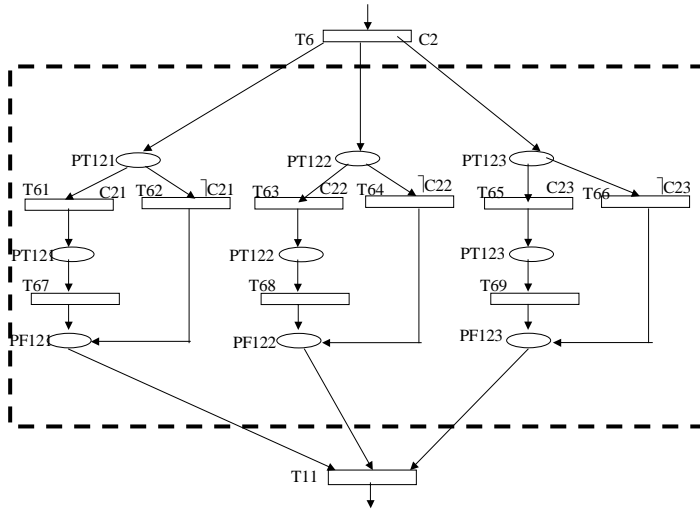 T6 C2
PT121 PT122 PT123
T61 C21 T62 ⅂C21 T63 C22 T64 ⅂C22 T65 C23 T66 ⅂C23
PT121 PT122 PT123
T67 T68 T69
PF121 PF122 PF123
T11